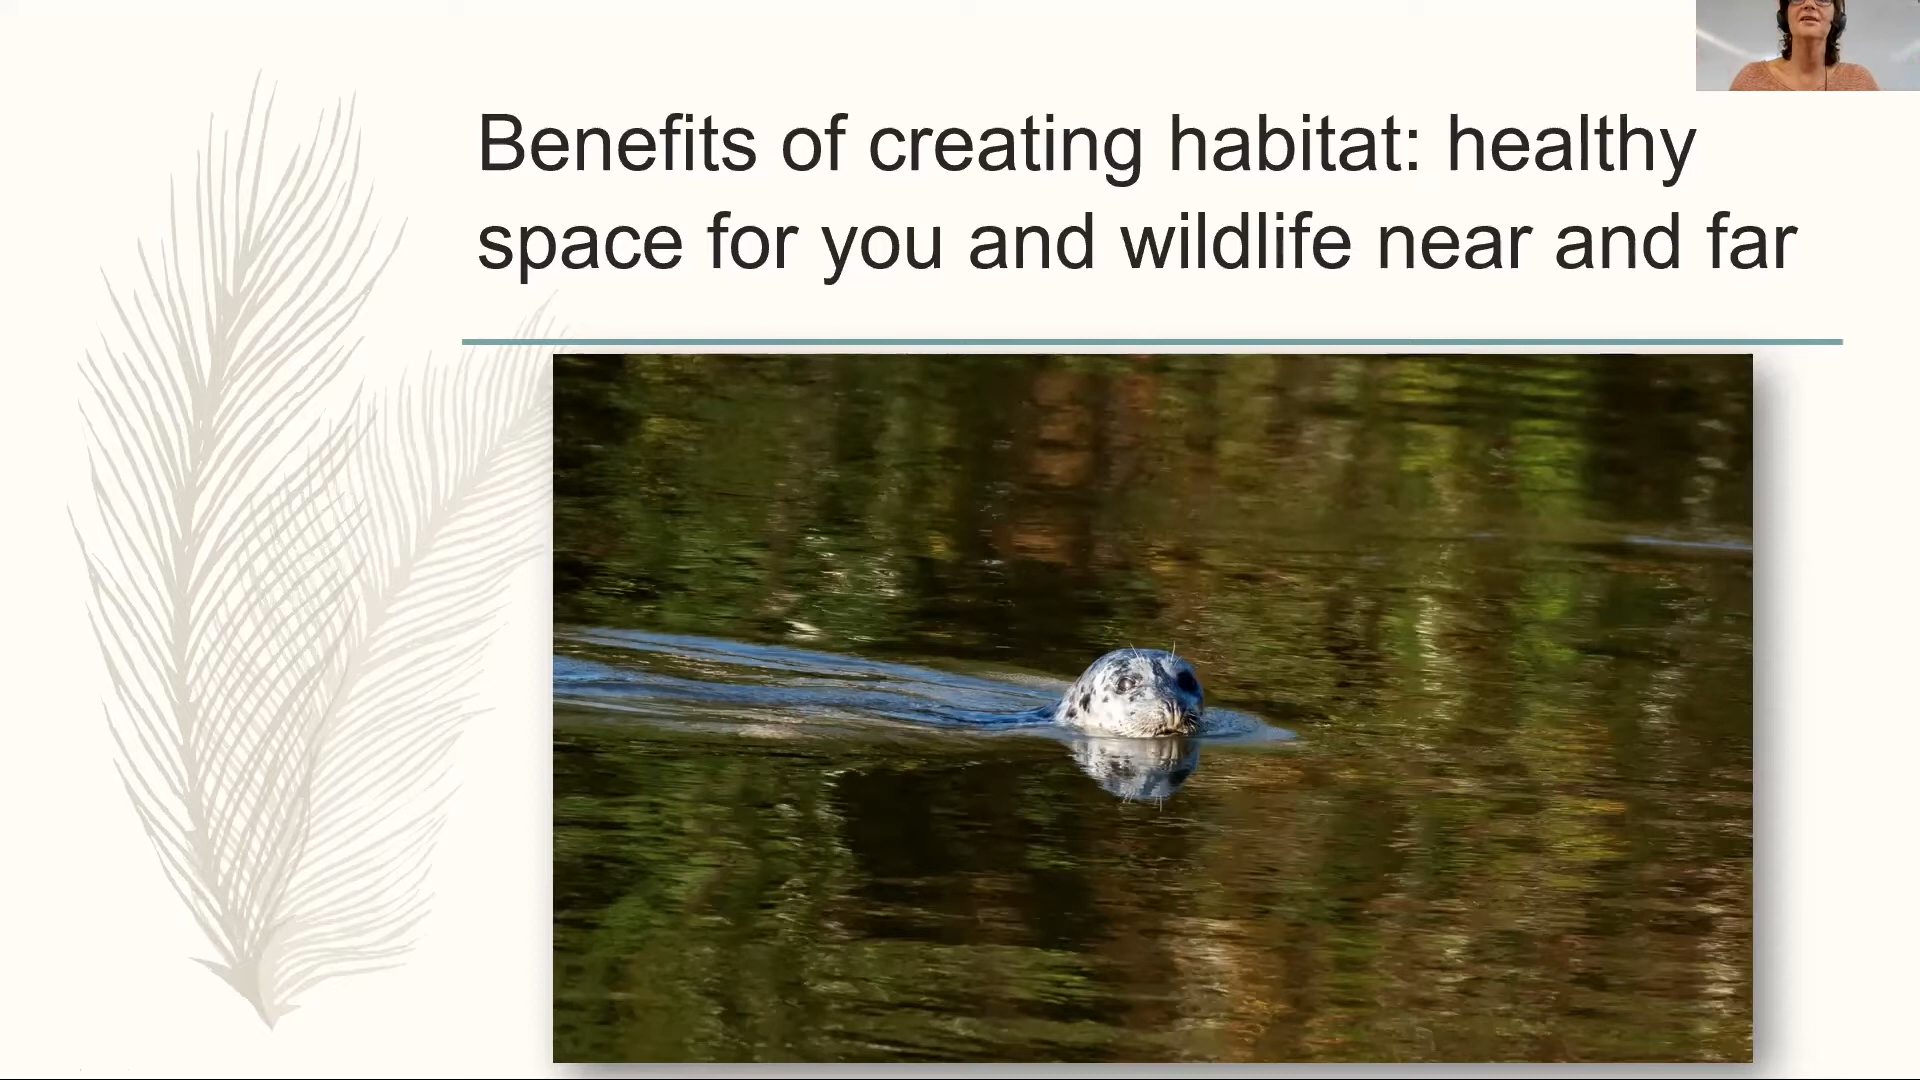 Benefits of creating habitat: healthy
space for you and wildlife near and far